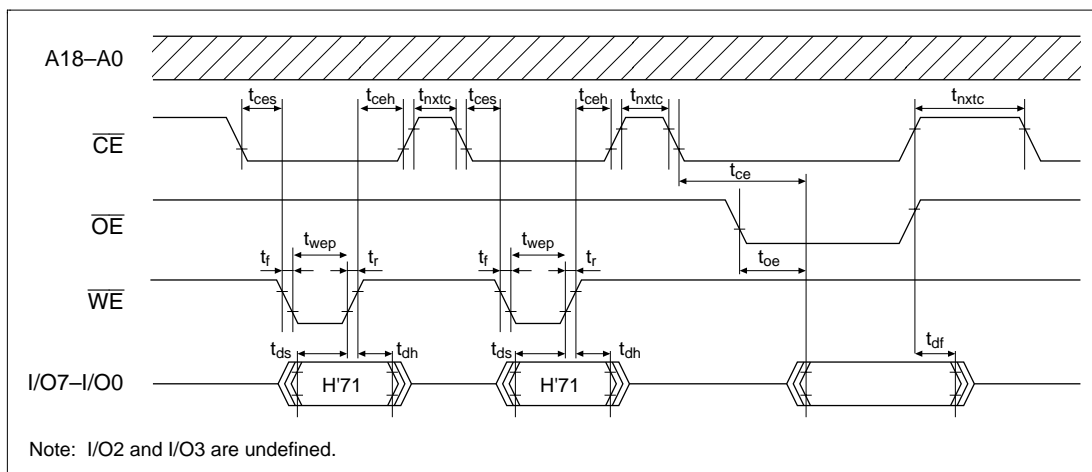 A18–A0
tces tceh tnxtc tces tceh tnxtc tnxtc
CE
tce
OE
twep twep toe
tf tr tf tr
WE
tds tdh tds tdh tdf
I/O7–I/O0 H'71 H'71
Note: I/O2 and I/O3 are undefined.